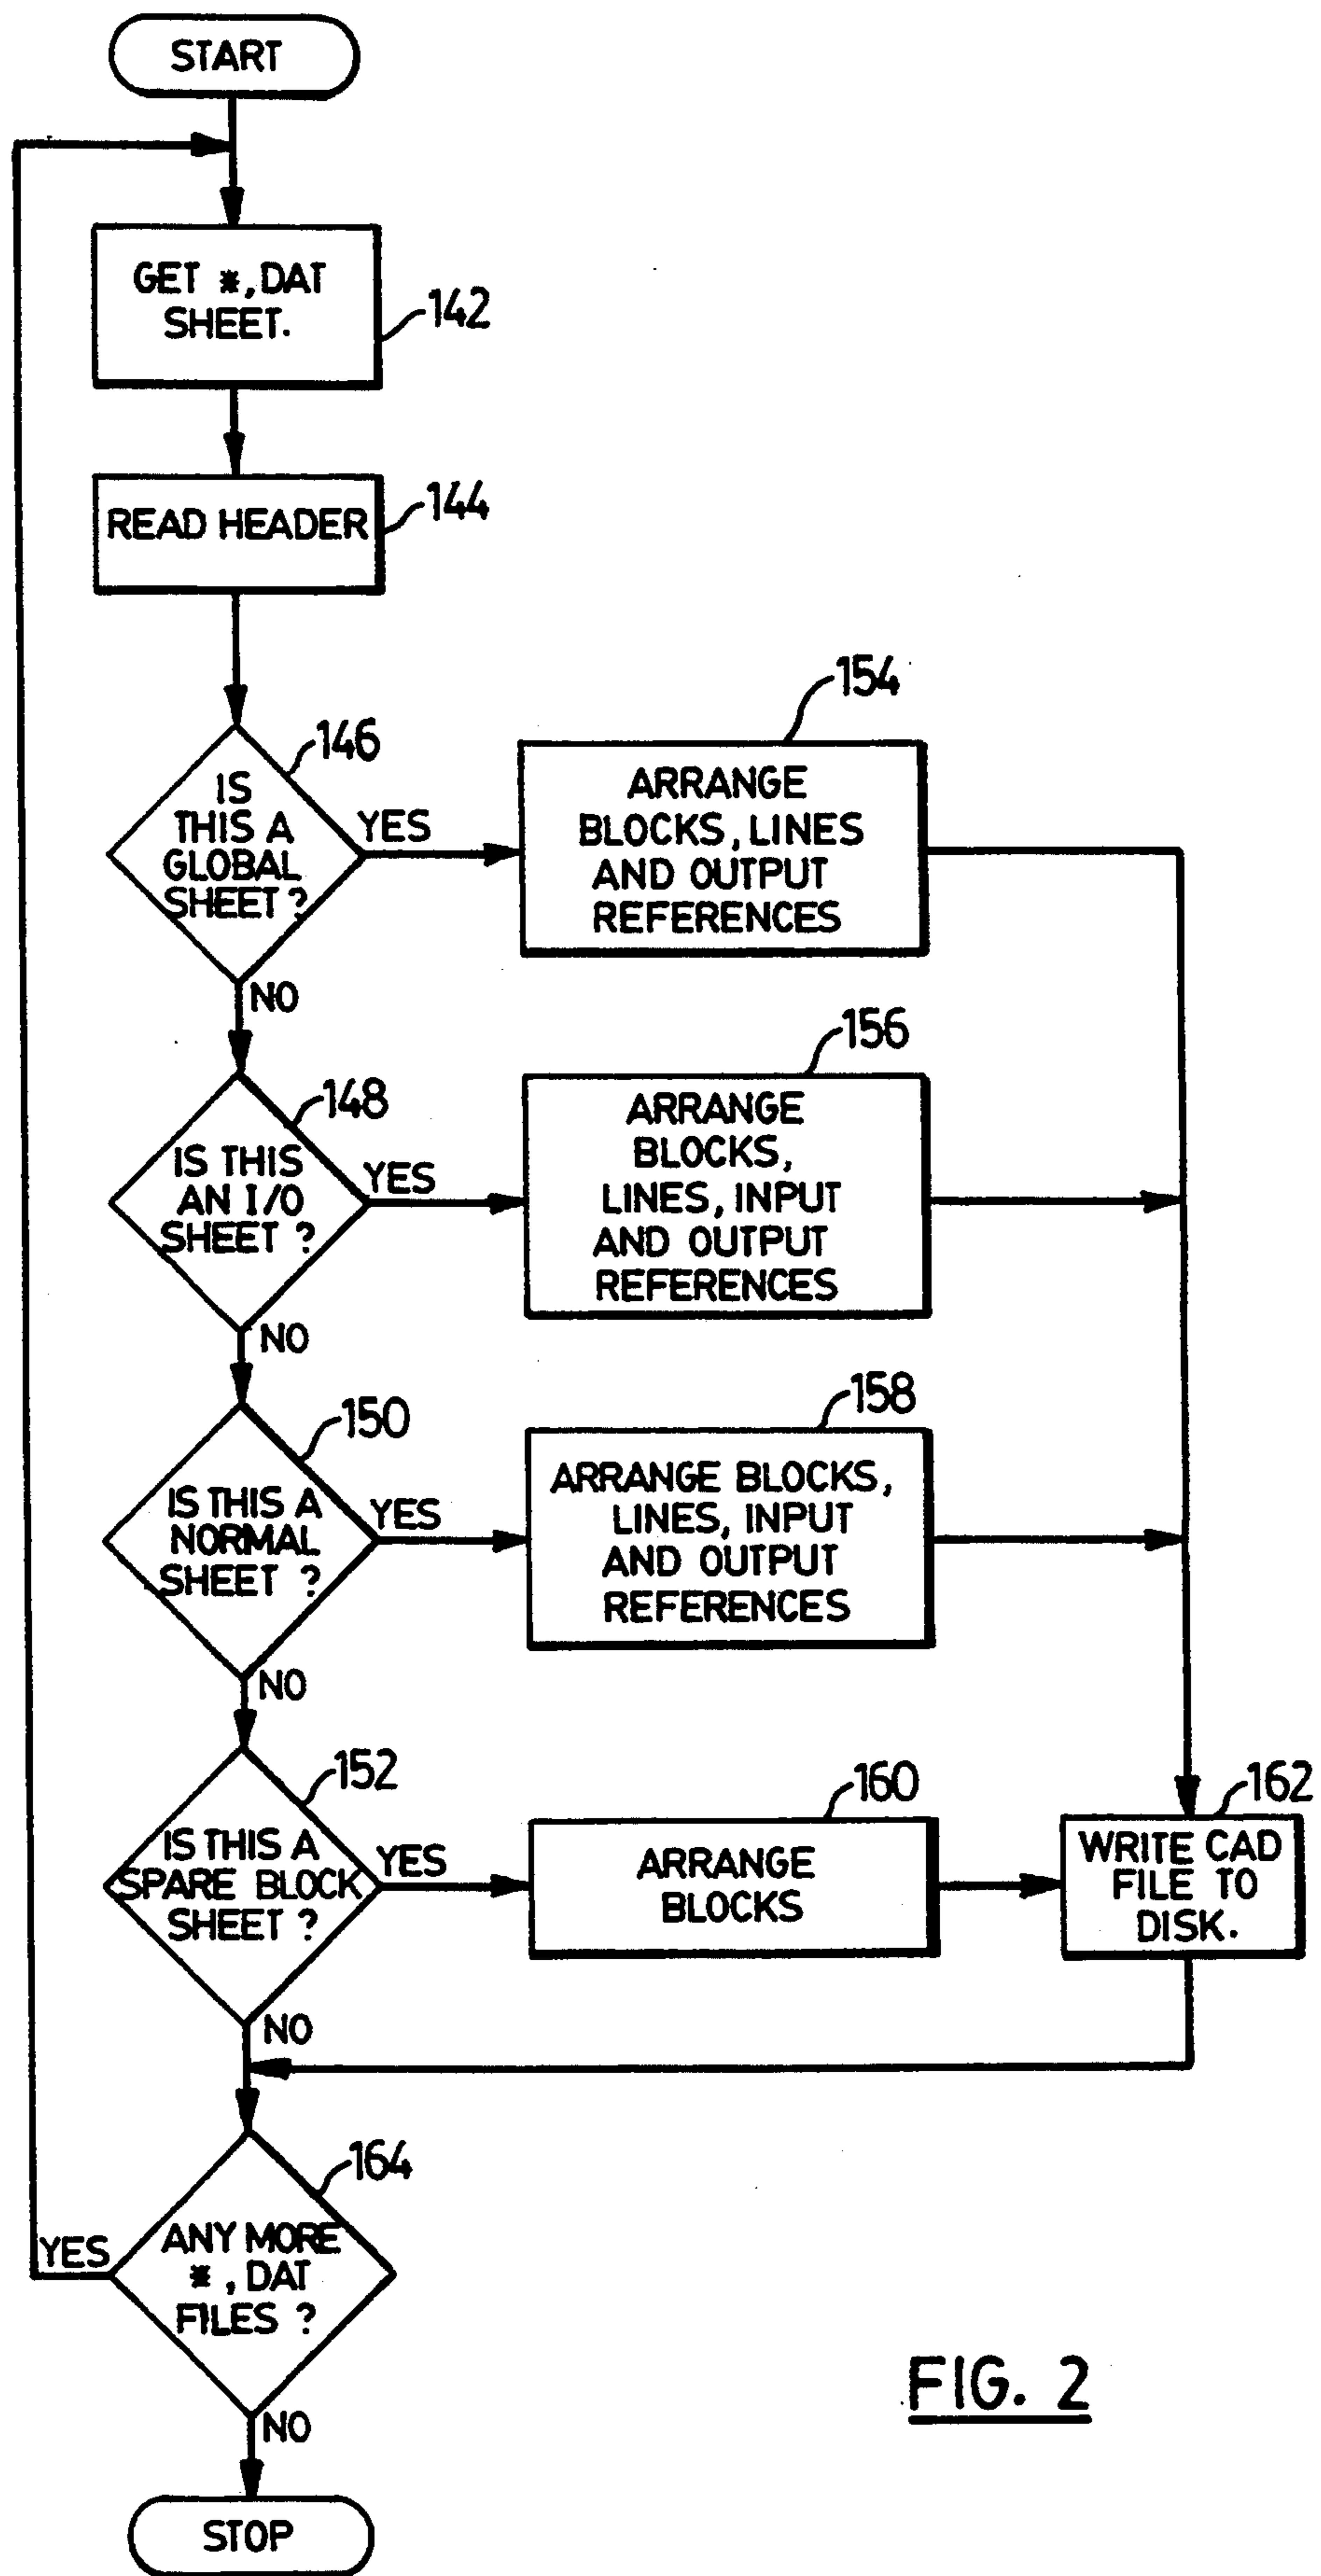 START
GET *, DAT
SHEET.
142
READ HEADER
144
146
IS
THIS A
GLOBAL
SHEET ?
YES
NO
154
ARRANGE
BLOCKS, LINES
AND OUTPUT
REFERENCES
148
IS THIS
AN I/O
SHEET ?
YES
NO
156
ARRANGE
BLOCKS,
LINES, INPUT
AND OUTPUT
REFERENCES
150
IS THIS A
NORMAL
SHEET ?
YES
NO
158
ARRANGE BLOCKS,
LINES, INPUT
AND OUTPUT
REFERENCES
152
IS THIS A
SPARE BLOCK
SHEET ?
YES
NO
160
ARRANGE
BLOCKS
162
WRITE CAD
FILE TO
DISK.
164
ANY MORE
*, DAT
FILES ?
YES
NO
STOP
FIG. 2